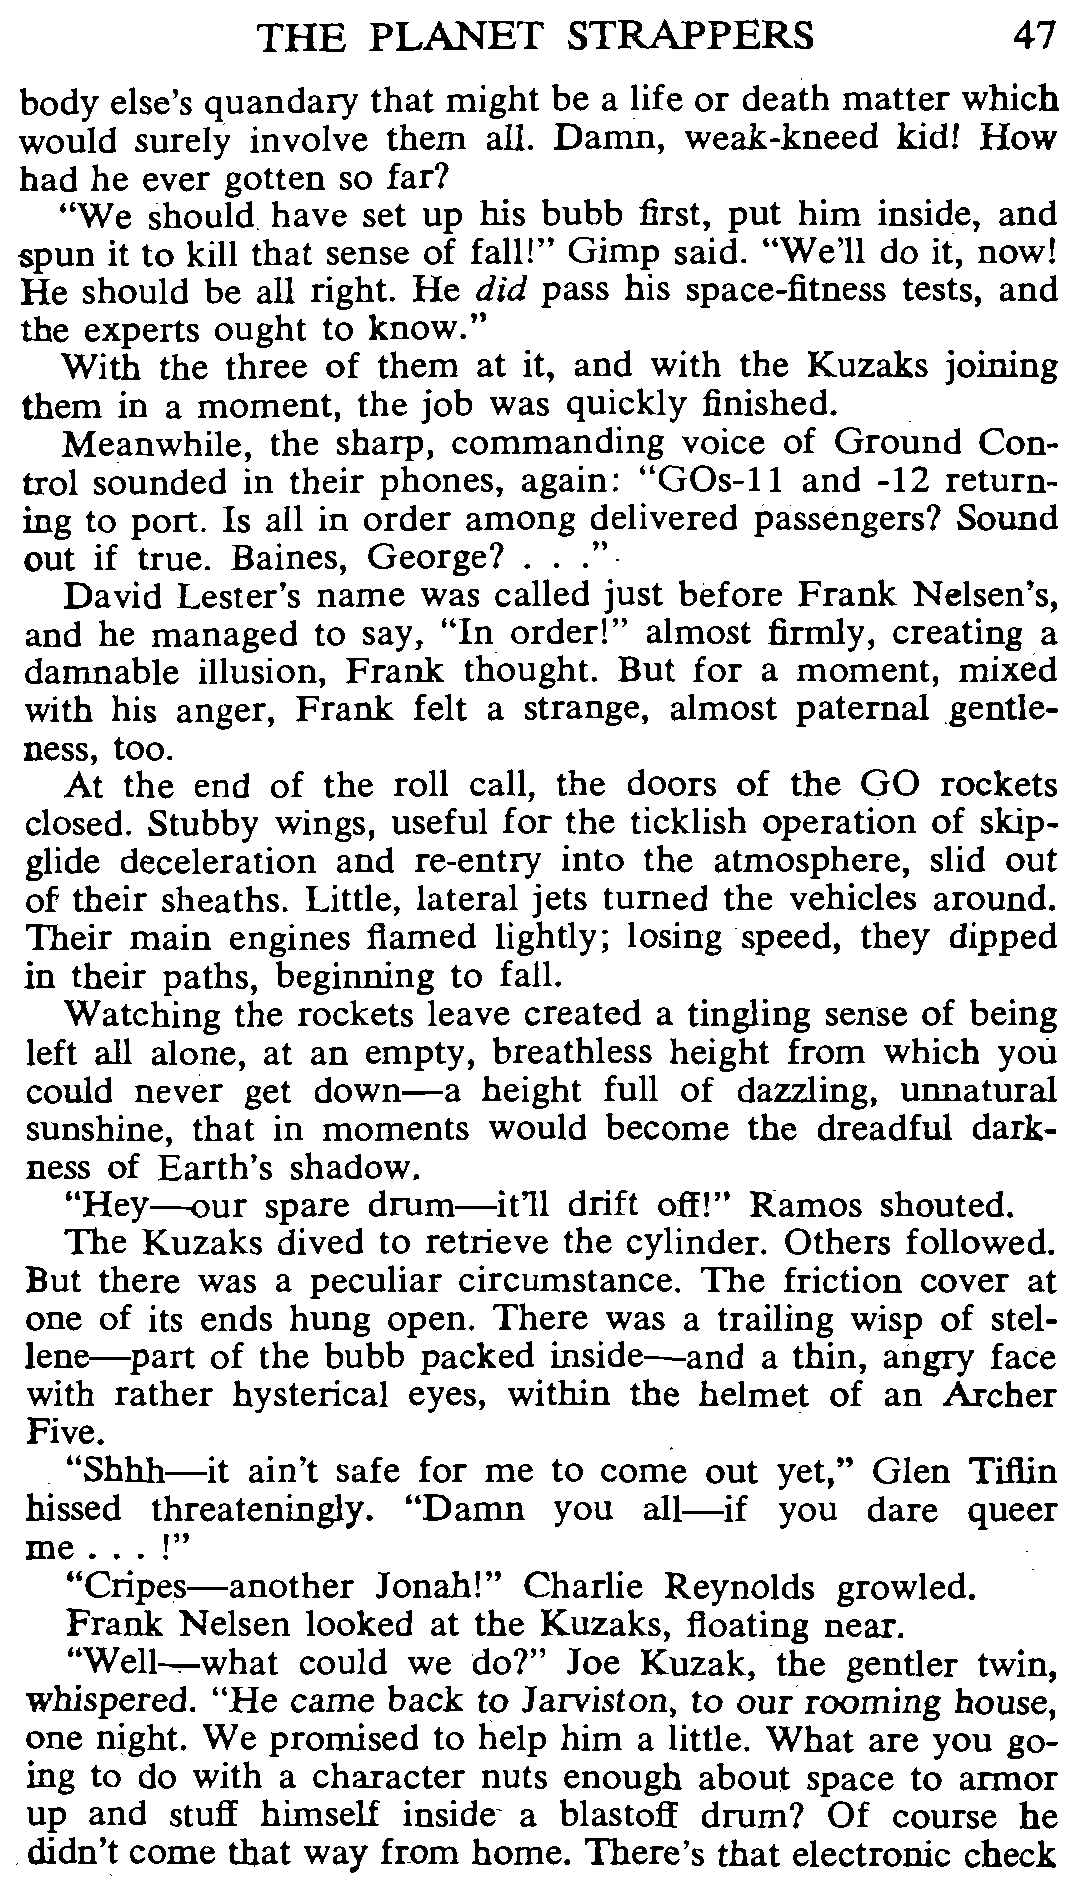 THE PLANET STRAPPERS 47
body else's quandary that might be a life or death matter which
would surely involve them all. Damn, weak-kneed kid! How
had he ever gotten so far?
"We should have set up his bubb first, put him inside, and
spun it to kill that sense of fall!" Gimp said. "We'll do it, now!
He should be all right. He did pass his space-fitness tests, and
the experts ought to know."
With the three of them at it, and with the Kuzaks joining
them in a moment, the job was quickly finished.
Meanwhile, the sharp, commanding voice of Ground Con-
trol sounded in their phones, again: "GOs-11 and -12 return-
ing to port. Is all in order among delivered passengers? Sound
out if true. Baines, George? . . ."
David Lester's name was called just before Frank Nelsen's,
and he managed to say, "In order!" almost firmly, creating a
damnable illusion, Frank thought. But for a moment, mixed
with his anger, Frank felt a strange, almost paternal gentle-
ness, too.
At the end of the roll call, the doors of the GO rockets
closed. Stubby wings, useful for the ticklish operation of skip-
glide deceleration and re-entry into the atmosphere, slid out
of their sheaths. Little, lateral jets turned the vehicles around.
Their main engines flamed lightly; losing speed, they dipped
in their paths, beginning to fall.
Watching the rockets leave created a tingling sense of being
left all alone, at an empty, breathless height from which you
could never get down—a height full of dazzling, unnatural
sunshine, that in moments would become the dreadful dark-
ness of Earth's shadow.
"Hey—our spare drum—it'll drift off!" Ramos shouted.
The Kuzaks dived to retrieve the cylinder. Others followed.
But there was a peculiar circumstance. The friction cover at
one of its ends hung open. There was a trailing wisp of stel-
lene—part of the bubb packed inside—and a thin, angry face
with rather hysterical eyes, within the helmet of an Archer
Five.
"Shhh—it ain't safe for me to come out yet," Glen Tiflin
hissed threateningly. "Damn you all—if you dare queer
me . . . !"
"Cripes—another Jonah!" Charlie Reynolds growled.
Frank Nelsen looked at the Kuzaks, floating near.
"Well—what could we do?" Joe Kuzak, the gentler twin,
whispered. "He came back to Jarviston, to our rooming house,
one night. We promised to help him a little. What are you go-
ing to do with a character nuts enough about space to armor
up and stuff himself inside a blastoff drum? Of course he
didn't come that way from home. There's that electronic check